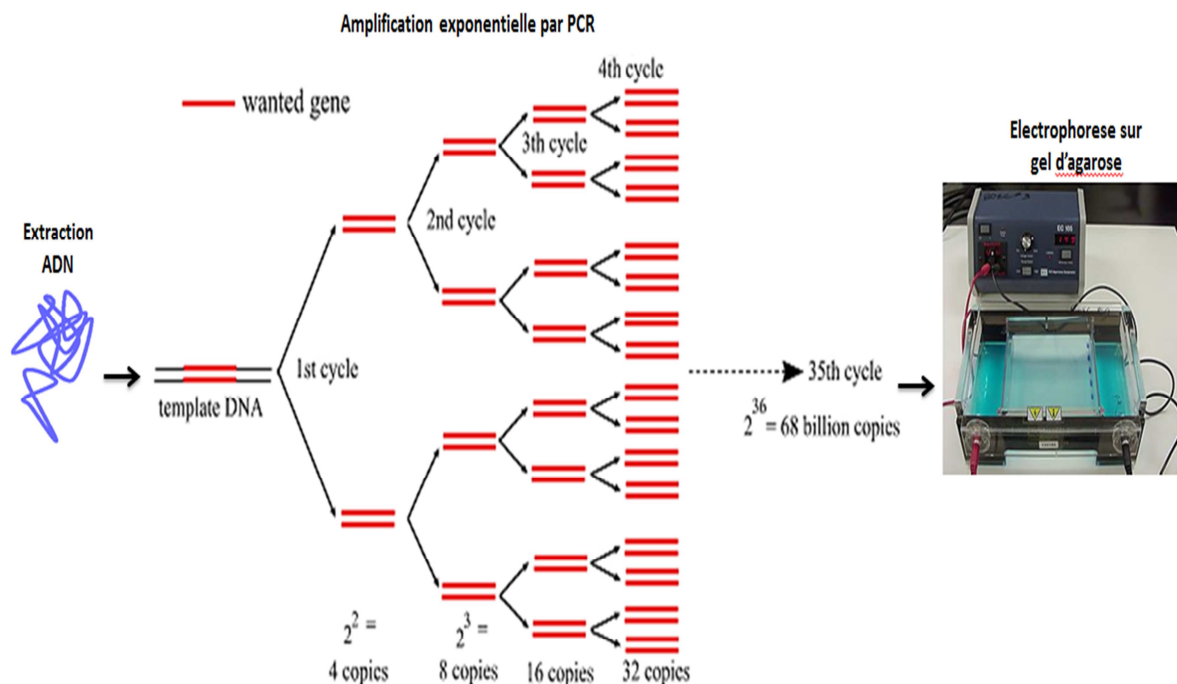 Amplification exponentielle par PCR
wanted gene
4th cycle
3th cycle
2nd cycle
1st cycle
Extraction
ADN
template DNA
35th cycle
2^36 = 68 billion copies
2^2 =
4 copies
2^3 =
8 copies
16 copies
32 copies
Electrophorese sur
gel d'agarose
EC 105